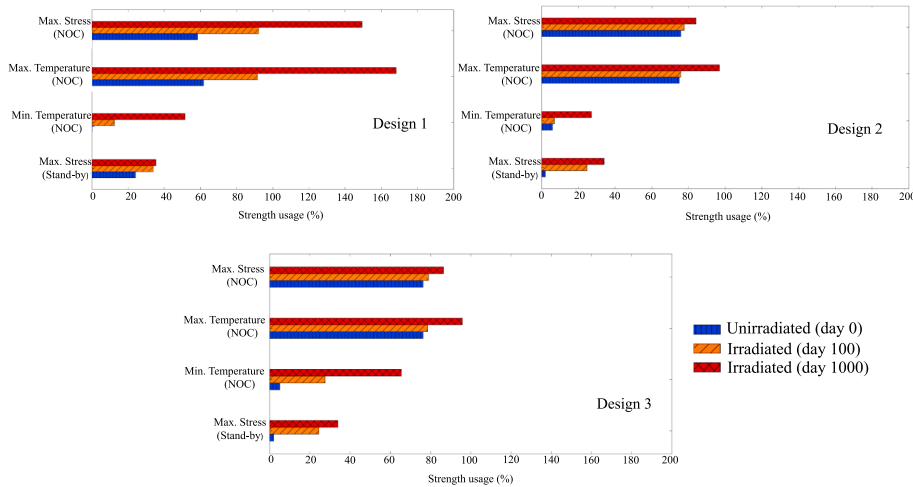 Max. Stress
(NOC)
Max. Temperature
(NOC)
Min. Temperature
(NOC)
Max. Stress
(Stand-by)
Design 1
0 20 40 60 80 100 120 140 160 180 200
Strength usage (%)
Max. Stress
(NOC)
Max. Temperature
(NOC)
Min. Temperature
(NOC)
Max. Stress
(Stand-by)
Design 2
0 20 40 60 80 100 120 140 160 180 200
Strength usage (%)
Max. Stress
(NOC)
Max. Temperature
(NOC)
Min. Temperature
(NOC)
Max. Stress
(Stand-by)
Design 3
0 20 40 60 80 100 120 140 160 180 200
Strength usage (%)
Unirradiated (day 0)
Irradiated (day 100)
Irradiated (day 1000)